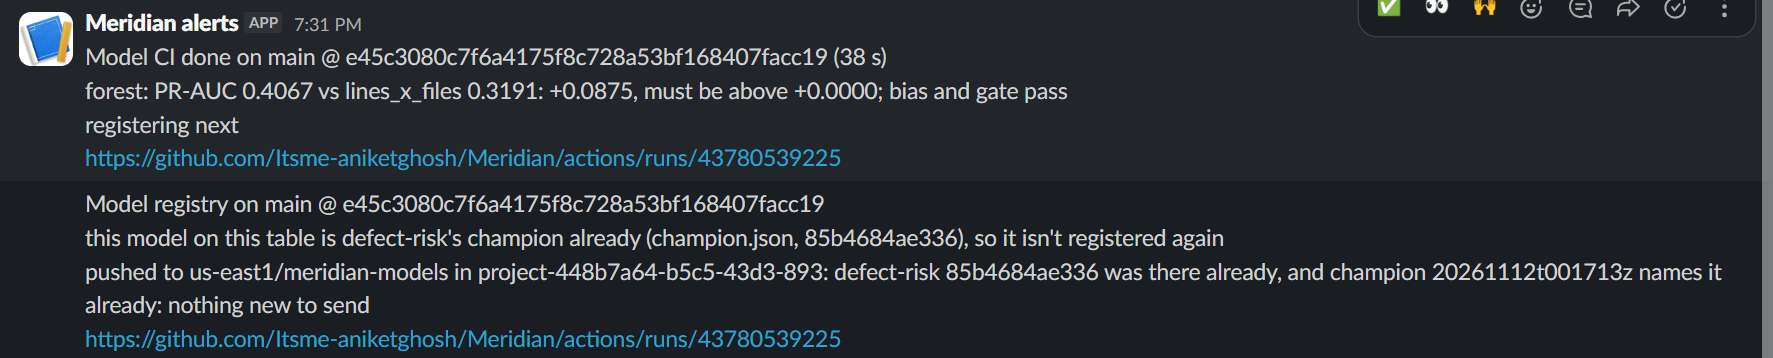 Meridian alerts APP 7:31 PM
Model CI done on main @ e45c3080c7f6a4175f8c728a53bf168407facc19 (38 s)
forest: PR-AUC 0.4067 vs lines_x_files 0.3191: +0.0875, must be above +0.0000; bias and gate pass
registering next
https://github.com/Itsme-aniketghosh/Meridian/actions/runs/43780539225
Model registry on main @ e45c3080c7f6a4175f8c728a53bf168407facc19
this model on this table is defect-risk's champion already (champion.json, 85b4684ae336), so it isn't registered again
pushed to us-east1/meridian-models in project-448b7a64-b5c5-43d3-893: defect-risk 85b4684ae336 was there already, and champion 20261112t001713z names it
already: nothing new to send
https://github.com/Itsme-aniketghosh/Meridian/actions/runs/43780539225